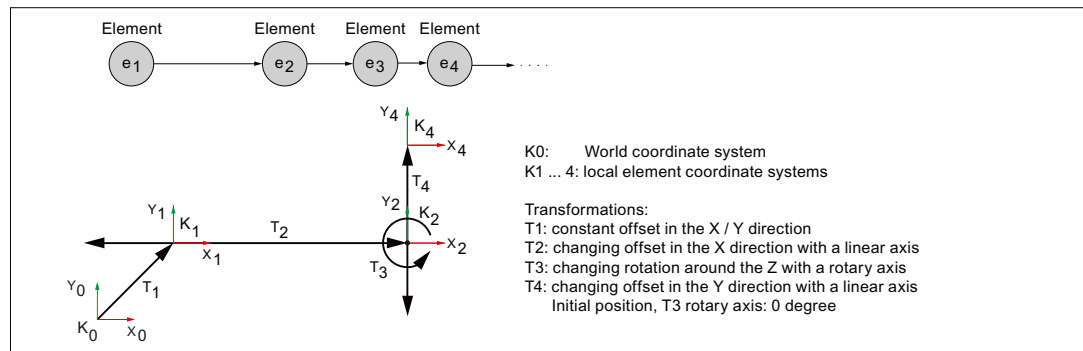 Element Element Element Element
e1 e2 e3 e4 ....
Y4
K4
X4
T4
Y1
K1
X1
T2
Y2
K2
X2
T3
T1
Y0
K0
X0
K0: World coordinate system
K1 ... 4: local element coordinate systems
Transformations:
T1: constant offset in the X / Y direction
T2: changing offset in the X direction with a linear axis
T3: changing rotation around the Z with a rotary axis
T4: changing offset in the Y direction with a linear axis
Initial position, T3 rotary axis: 0 degree